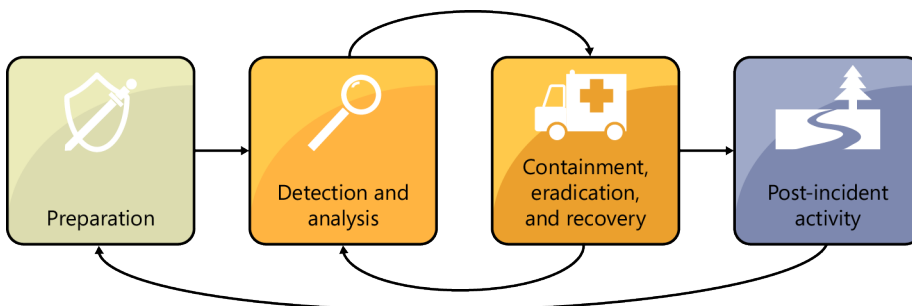 Preparation
Detection and
analysis
Containment,
eradication,
and recovery
Post-incident
activity